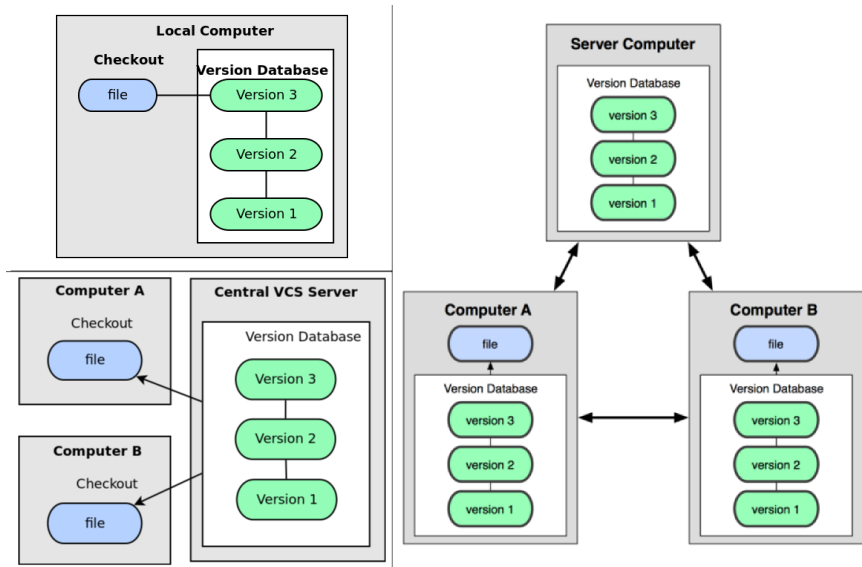 Local Computer
Checkout
Version Database
file
Version 3
Version 2
Version 1
Computer A
Checkout
file
Computer B
Checkout
file
Central VCS Server
Version Database
Version 3
Version 2
Version 1
Server Computer
Version Database
version 3
version 2
version 1
Computer A
file
Version Database
version 3
version 2
version 1
Computer B
file
Version Database
version 3
version 2
version 1